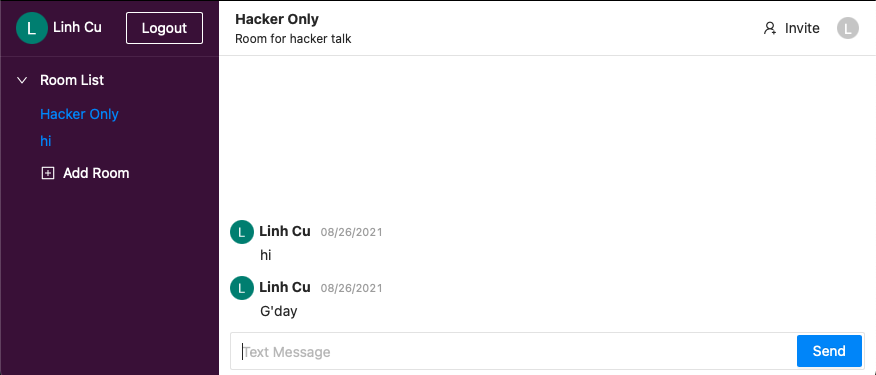 L Linh Cu Logout
Room List
Hacker Only
hi
Add Room
Hacker Only
Room for hacker talk
Invite L
L Linh Cu 08/26/2021
hi
L Linh Cu 08/26/2021
G'day
Text Message Send